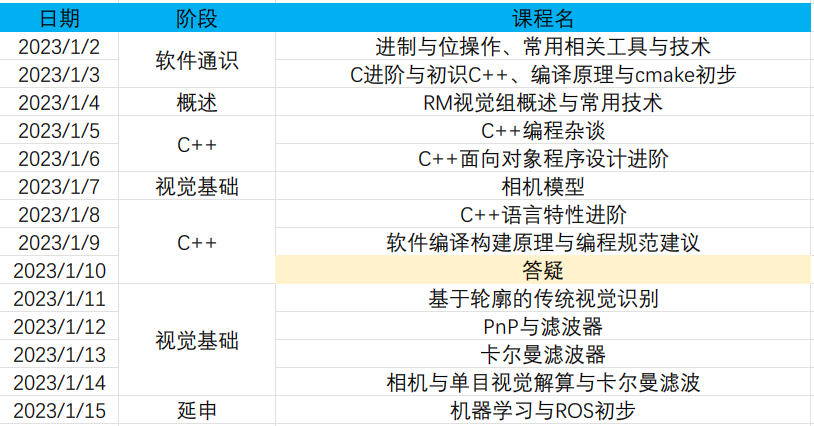 日期 阶段 课程名
2023/1/2 软件通识 进制与位操作、常用相关工具与技术
2023/1/3 C进阶与初识C++、编译原理与cmake初步
2023/1/4 概述 RM视觉组概述与常用技术
2023/1/5 C++ C++编程杂谈
2023/1/6 C++面向对象程序设计进阶
2023/1/7 视觉基础 相机模型
2023/1/8 C++ C++语言特性进阶
2023/1/9 软件编译构建原理与编程规范建议
2023/1/10 答疑
2023/1/11 视觉基础 基于轮廓的传统视觉识别
2023/1/12 PnP与滤波器
2023/1/13 卡尔曼滤波器
2023/1/14 相机与单目视觉解算与卡尔曼滤波
2023/1/15 延申 机器学习与ROS初步